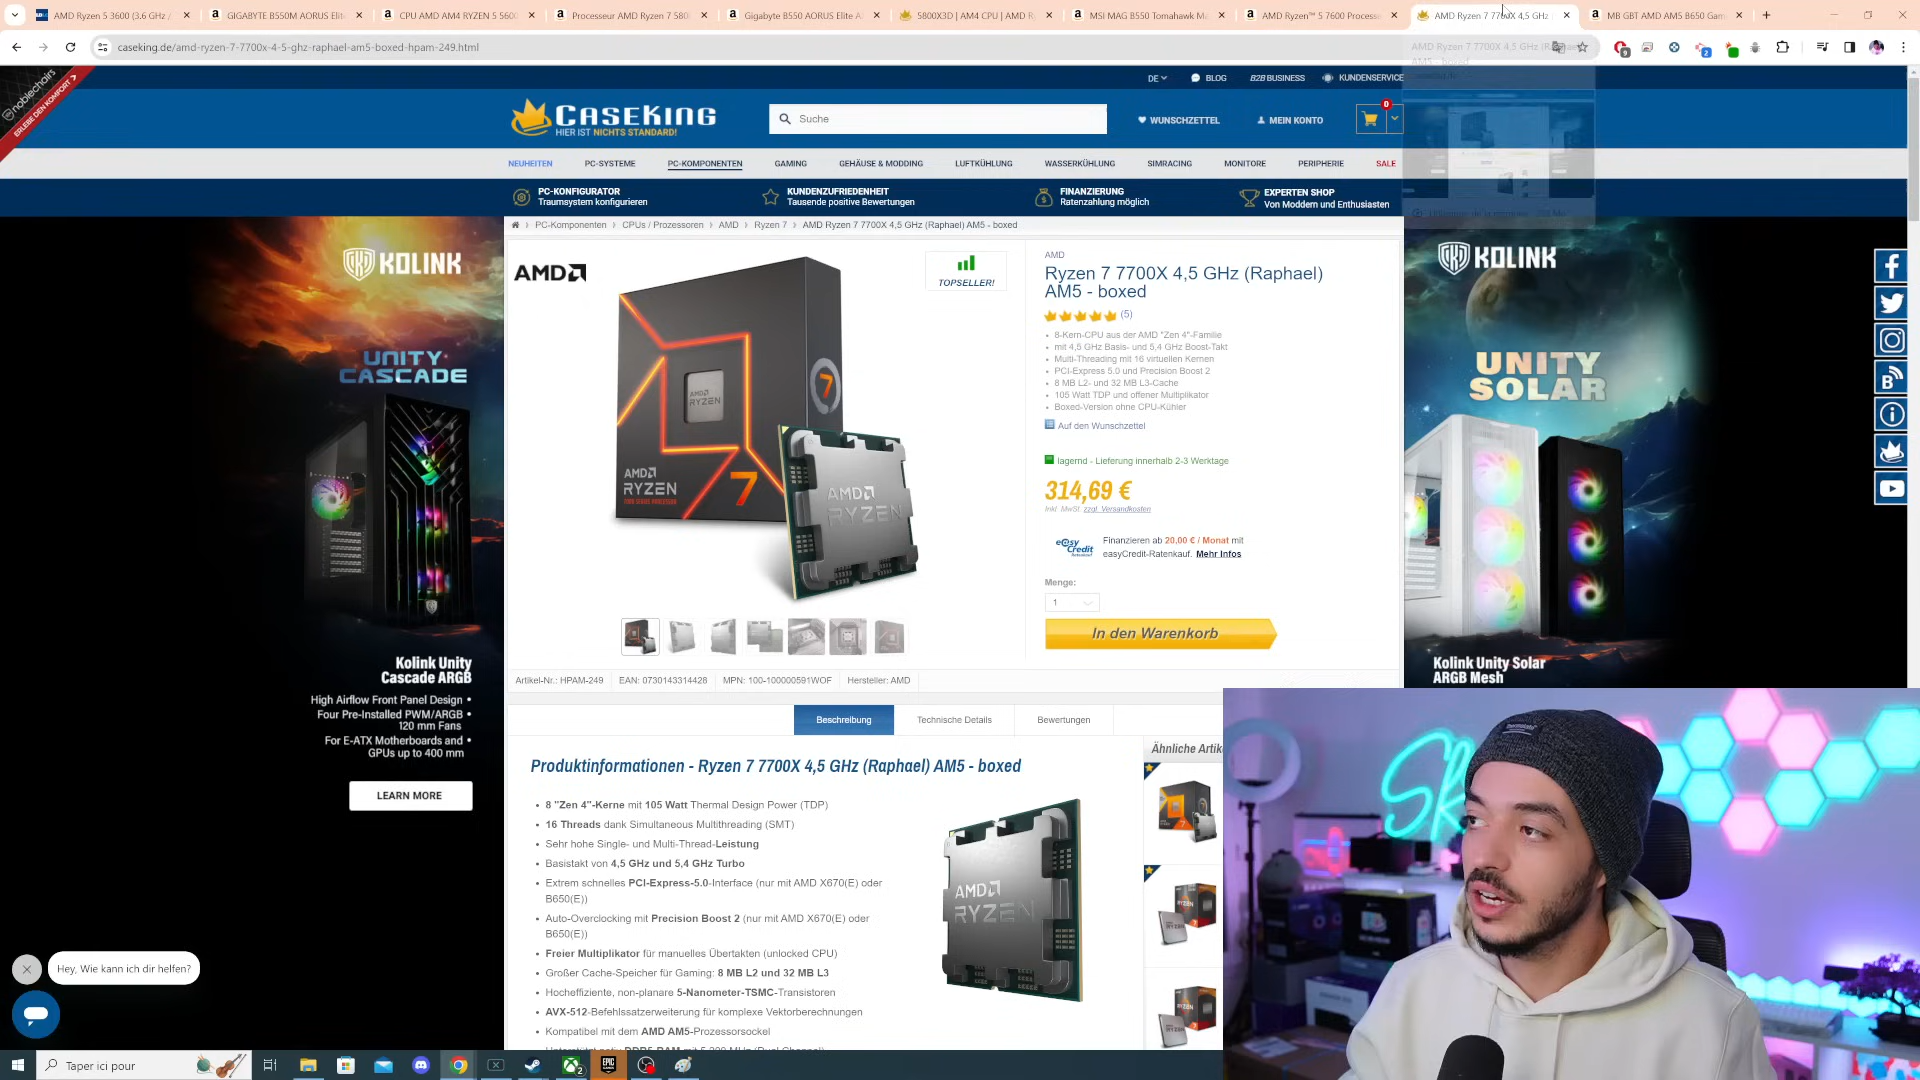 AMD Ryzen 5 3600 (3.6 GHz /
GIGABYTE B550M AORUS Elit
CPU AMD AM4 RYZEN 5 5600
Processeur AMD Ryzen 7 580
Gigabyte B550 AORUS Elite A
5800X3D | AM4 CPU | AMD R
MSI MAG B550 Tomahawk Ma
AMD Ryzen™ 5 7600 Process
AMD Ryzen 7 7700X 4,5 GHz
MB GBT AMD AM5 B650 Gam
caseking.de/amd-ryzen-7-7700x-4-5-ghz-raphael-am5-boxed-hpam-249.html
noblechairs
ERLEBE DEN KOMFORT
DE
BLOG
B2B BUSINESS
KUNDENSERVICE
CASEKING
HIER IST NICHTS STANDARD!
Suche
WUNSCHZETTEL
MEIN KONTO
0
NEUHEITEN
PC-SYSTEME
PC-KOMPONENTEN
GAMING
GEHÄUSE & MODDING
LUFTKÜHLUNG
WASSERKÜHLUNG
SIMRACING
MONITORE
PERIPHERIE
SALE
PC-KONFIGURATOR
Traumsystem konfigurieren
KUNDENZUFRIEDENHEIT
Tausende positive Bewertungen
FINANZIERUNG
Ratenzahlung möglich
EXPERTEN SHOP
Von Moddern und Enthusiasten
PC-Komponenten
CPUs / Prozessoren
AMD
Ryzen 7
AMD Ryzen 7 7700X 4,5 GHz (Raphael) AM5 - boxed
KOLINK
UNITY
CASCADE
Kolink Unity
Cascade ARGB
High Airflow Front Panel Design •
Four Pre-Installed PWM/ARGB •
120 mm Fans
For E-ATX Motherboards and •
GPUs up to 400 mm
LEARN MORE
AMD
TOPSELLER!
AMD
RYZEN
7
AMD
RYZEN
7
AMD
RYZEN
AMD
Ryzen 7 7700X 4,5 GHz (Raphael)
AM5 - boxed
(5)
• 8-Kern-CPU aus der AMD "Zen 4"-Familie
• mit 4,5 GHz Basis- und 5,4 GHz Boost-Takt
• Multi-Threading mit 16 virtuellen Kernen
• PCI-Express 5.0 und Precision Boost 2
• 8 MB L2- und 32 MB L3-Cache
• 105 Watt TDP und offener Multiplikator
• Boxed-Version ohne CPU-Kühler
Auf den Wunschzettel
lagernd - Lieferung innerhalb 2-3 Werktage
314,69 €
Inkl. MwSt. zzgl. Versandkosten
easyCredit
Finanzieren ab 20,00 € / Monat mit
easyCredit-Ratenkauf. Mehr Infos
Menge:
1
In den Warenkorb
Artikel-Nr.: HPAM-249
EAN: 0730143314428
MPN: 100-100000591WOF
Hersteller: AMD
Beschreibung
Technische Details
Bewertungen
Ähnliche Artik
Produktinformationen - Ryzen 7 7700X 4,5 GHz (Raphael) AM5 - boxed
• 8 "Zen 4"-Kerne mit 105 Watt Thermal Design Power (TDP)
• 16 Threads dank Simultaneous Multithreading (SMT)
• Sehr hohe Single- und Multi-Thread-Leistung
• Basistakt von 4,5 GHz und 5,4 GHz Turbo
• Extrem schnelles PCI-Express-5.0-Interface (nur mit AMD X670(E) oder
B650(E))
• Auto-Overclocking mit Precision Boost 2 (nur mit AMD X670(E) oder
B650(E))
• Freier Multiplikator für manuelles Übertakten (unlocked CPU)
• Großer Cache-Speicher für Gaming: 8 MB L2 und 32 MB L3
• Hocheffiziente, non-planare 5-Nanometer-TSMC-Transistoren
• AVX-512-Befehlssatzerweiterung für komplexe Vektorberechnungen
• Kompatibel mit dem AMD AM5-Prozessorsockel
AMD
RYZEN
KOLINK
UNITY
SOLAR
Kolink Unity Solar
ARGB Mesh
Hey, Wie kann ich dir helfen?
Taper ici pour